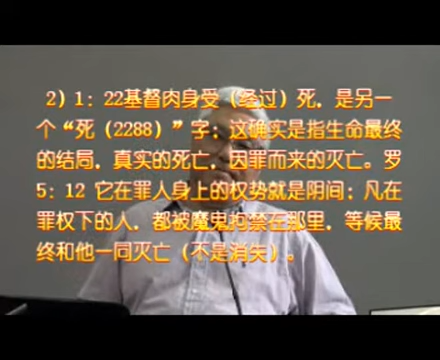 2）1：22基督肉身受（经过）死，是另一
个“死（2288）”字；这确实是指生命最终
的结局，真实的死亡，因罪而来的灭亡。罗
5：12 它在罪人身上的权势就是阴间；凡在
罪权下的人，都被魔鬼拘禁在那里，等候最
终和他一同灭亡（不是消失）。